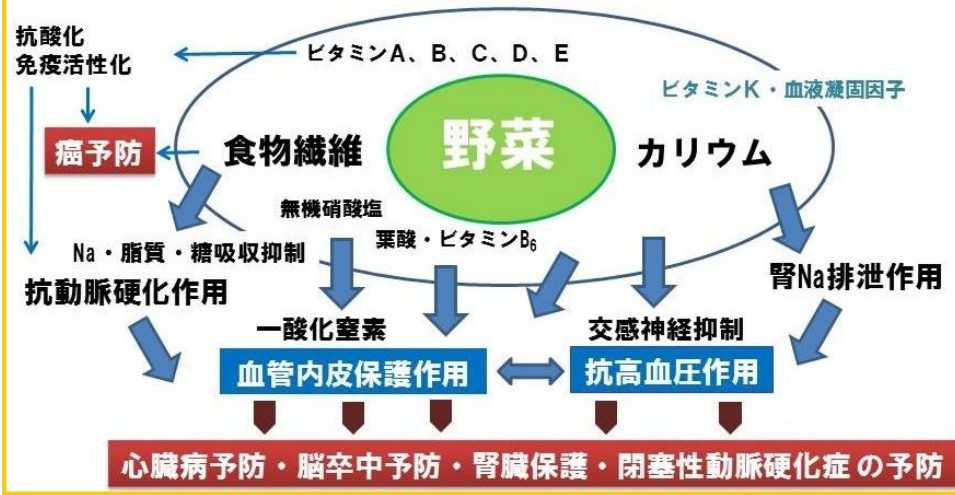 抗酸化
免疫活性化
ビタミンA、B、C、D、E
ビタミンK・血液凝固因子
癌予防
食物繊維
野菜
カリウム
無機硝酸塩
葉酸・ビタミンB₆
Na・脂質・糖吸収抑制
抗動脈硬化作用
腎Na排泄作用
一酸化窒素
交感神経抑制
血管内皮保護作用
抗高血圧作用
心臓病予防・脳卒中予防・腎臓保護・閉塞性動脈硬化症の予防